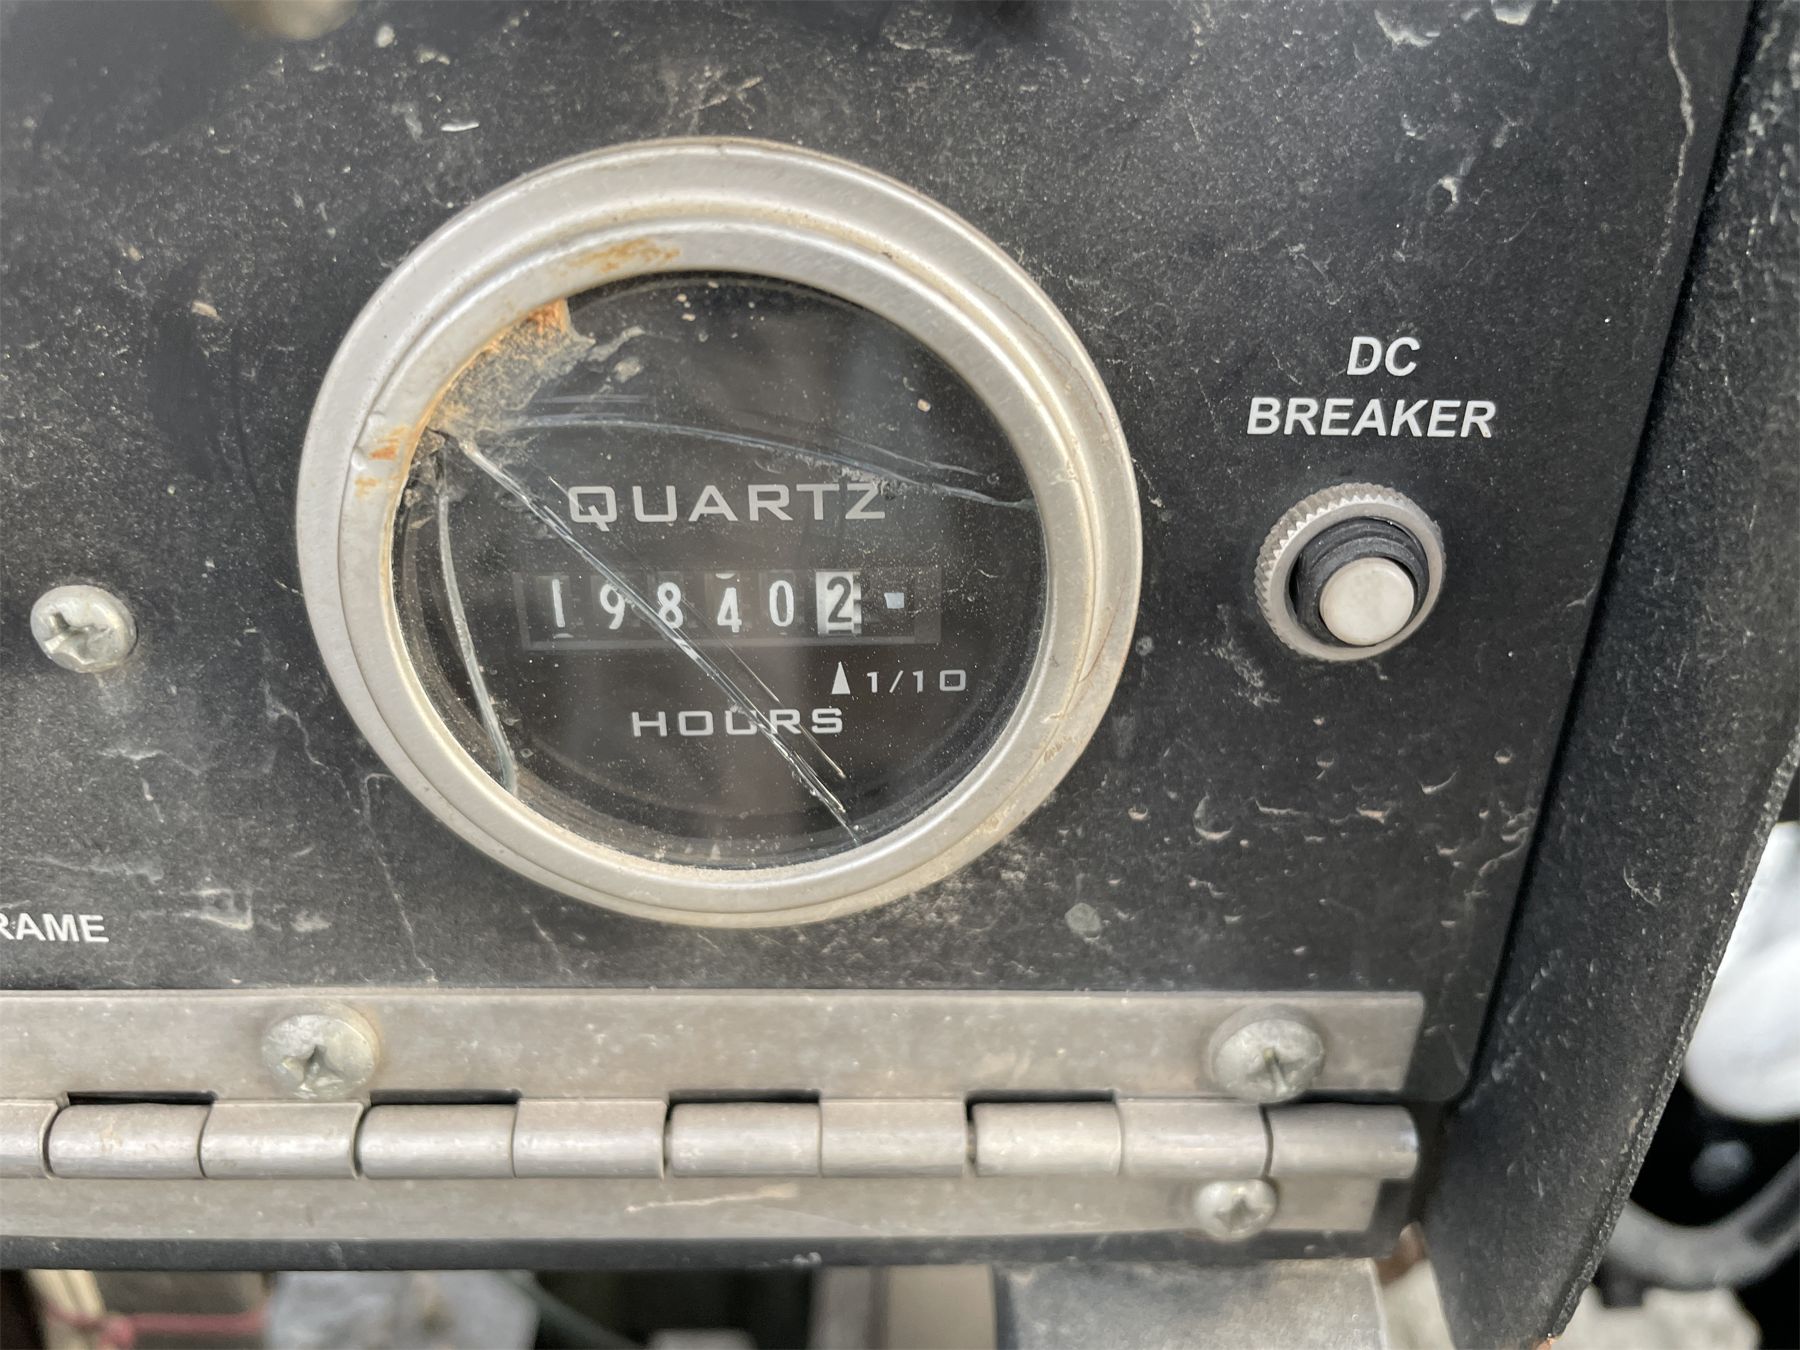 DC
BREAKER
QUARTZ
198402
1/10
HOURS
RAME